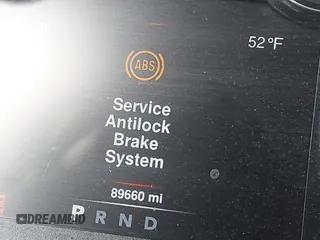 52°F
ABS
Service
Antilock
Brake
System
89660 mi
P R N D
DREAMBID